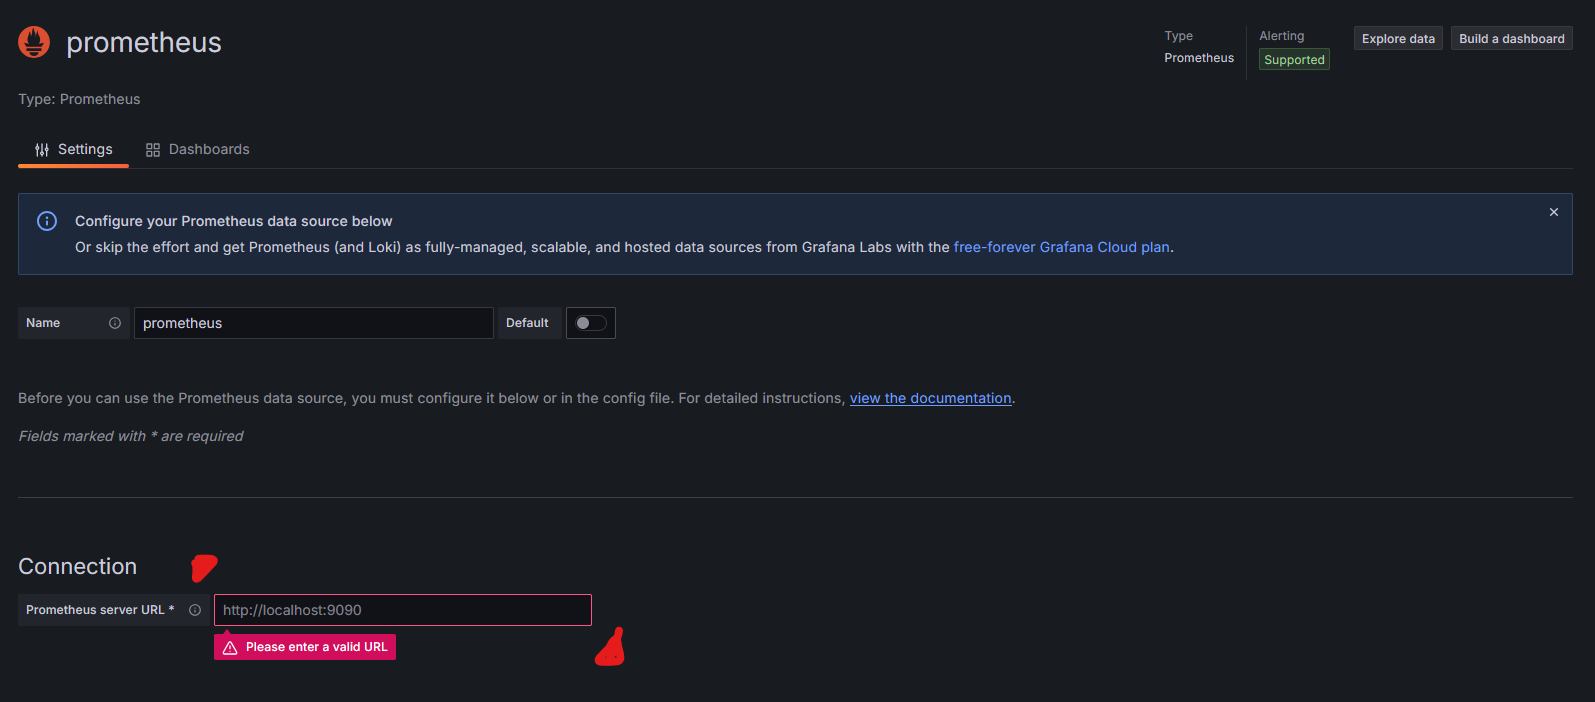 prometheus
Type
Prometheus
Alerting
Supported
Explore data
Build a dashboard
Type: Prometheus
Settings
Dashboards
Configure your Prometheus data source below
Or skip the effort and get Prometheus (and Loki) as fully-managed, scalable, and hosted data sources from Grafana Labs with the free-forever Grafana Cloud plan.
Name
prometheus
Default
Before you can use the Prometheus data source, you must configure it below or in the config file. For detailed instructions, view the documentation.
Fields marked with * are required
Connection
Prometheus server URL *
http://localhost:9090
Please enter a valid URL